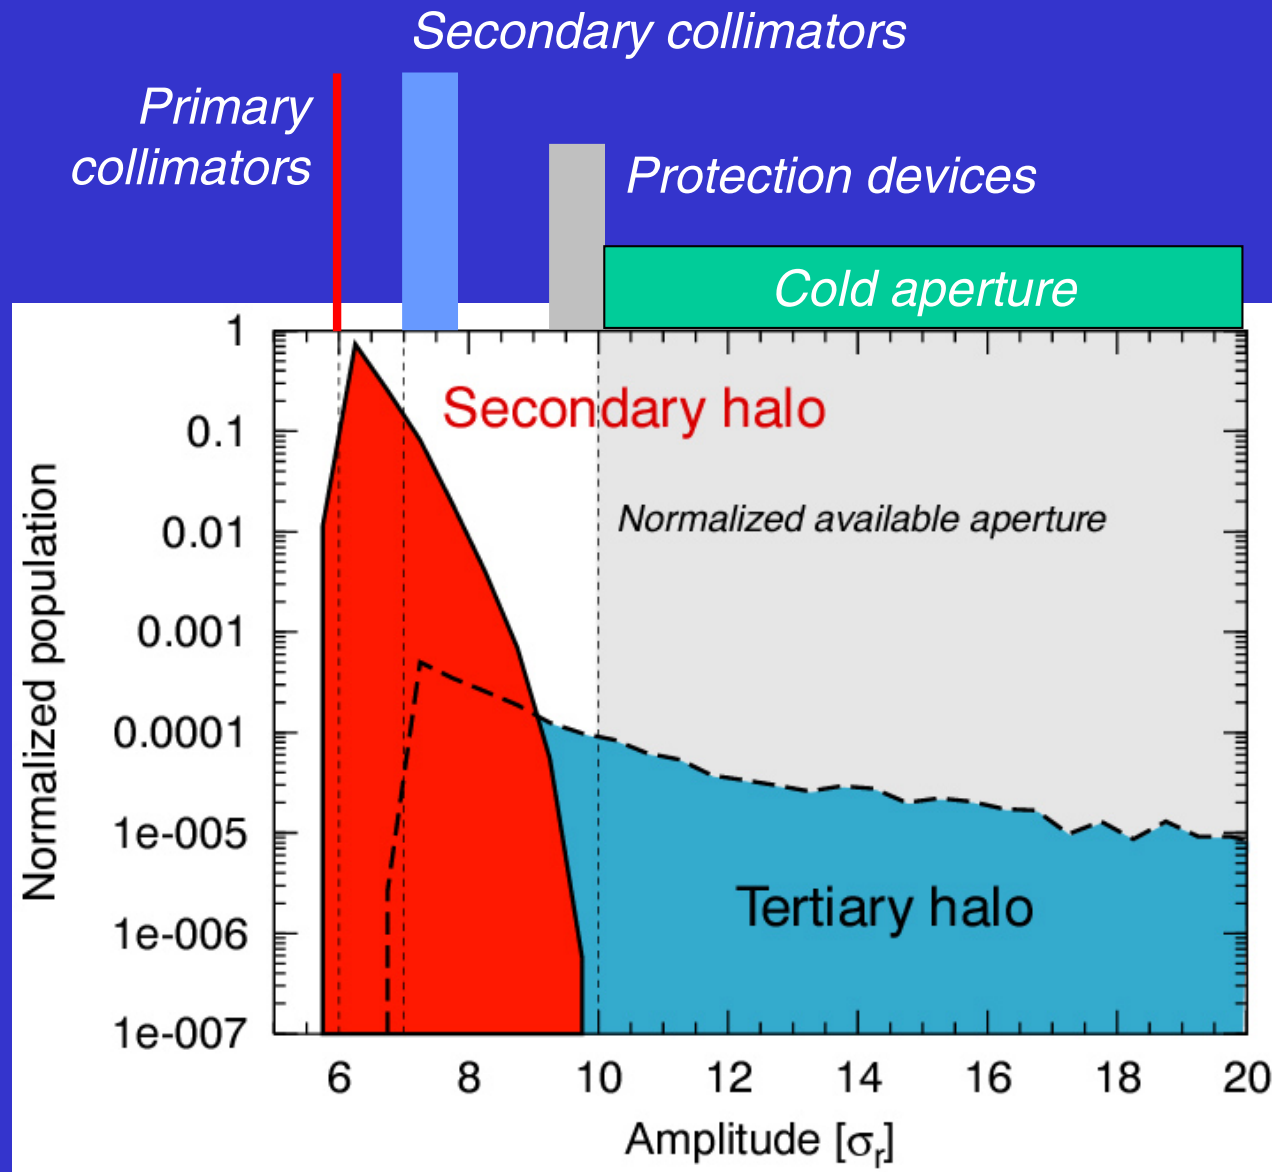 Secondary collimators
Primary
collimators
Protection devices
Cold aperture
1
Secondary halo
0.1
Normalized available aperture
0.01
0.001
Normalized population
0.0001
1e-005
Tertiary halo
1e-006
1e-007
6 8 10 12 14 16 18 20
Amplitude [σr]